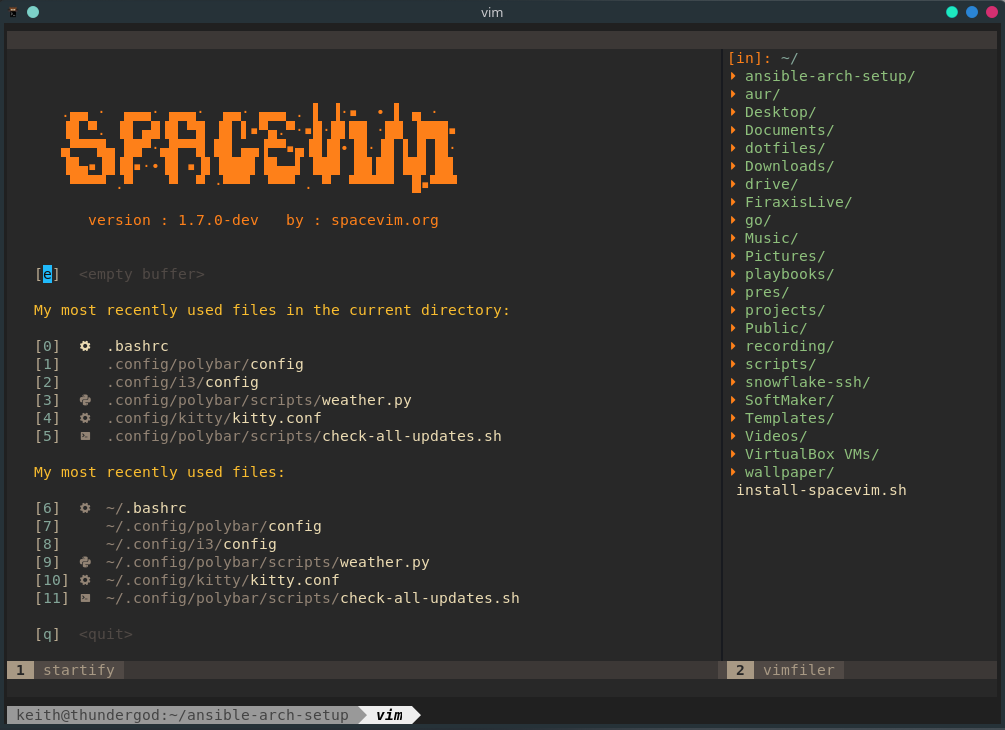 vim
SPACEVIM
version : 1.7.0-dev   by : spacevim.org
[e]  <empty buffer>
My most recently used files in the current directory:
[0]  .bashrc
[1]  .config/polybar/config
[2]  .config/i3/config
[3]  .config/polybar/scripts/weather.py
[4]  .config/kitty/kitty.conf
[5]  .config/polybar/scripts/check-all-updates.sh
My most recently used files:
[6]  ~/.bashrc
[7]  ~/.config/polybar/config
[8]  ~/.config/i3/config
[9]  ~/.config/polybar/scripts/weather.py
[10]  ~/.config/kitty/kitty.conf
[11]  ~/.config/polybar/scripts/check-all-updates.sh
[q]  <quit>
1 startify
[in]: ~/
ansible-arch-setup/
aur/
Desktop/
Documents/
dotfiles/
Downloads/
drive/
FiraxisLive/
go/
Music/
Pictures/
playbooks/
pres/
projects/
Public/
recording/
scripts/
snowflake-ssh/
SoftMaker/
Templates/
Videos/
VirtualBox VMs/
wallpaper/
install-spacevim.sh
2 vimfiler
keith@thundergod:~/ansible-arch-setup vim